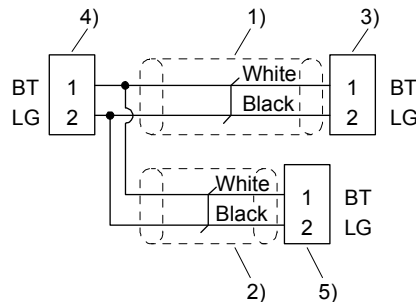 4) 1) 3)
BT 1 White 1 BT
LG 2 Black 2 LG
White 1 BT
Black 2 LG
2) 5)